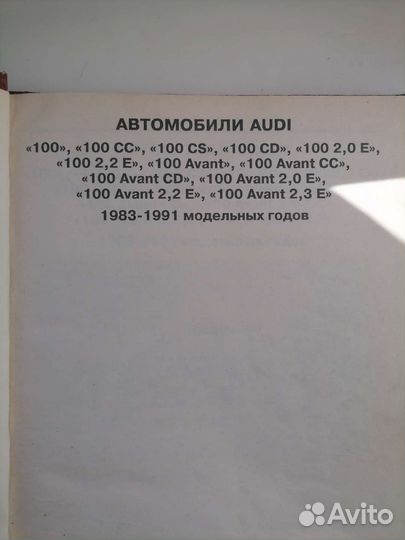 АВТОМОБИЛИ AUDI
«100», «100 CC», «100 CS», «100 CD», «100 2,0 E»,
«100 2,2 E», «100 Avant», «100 Avant CC»,
«100 Avant CD», «100 Avant 2,0 E»,
«100 Avant 2,2 E», «100 Avant 2,3 E»
1983-1991 модельных годов
Avito